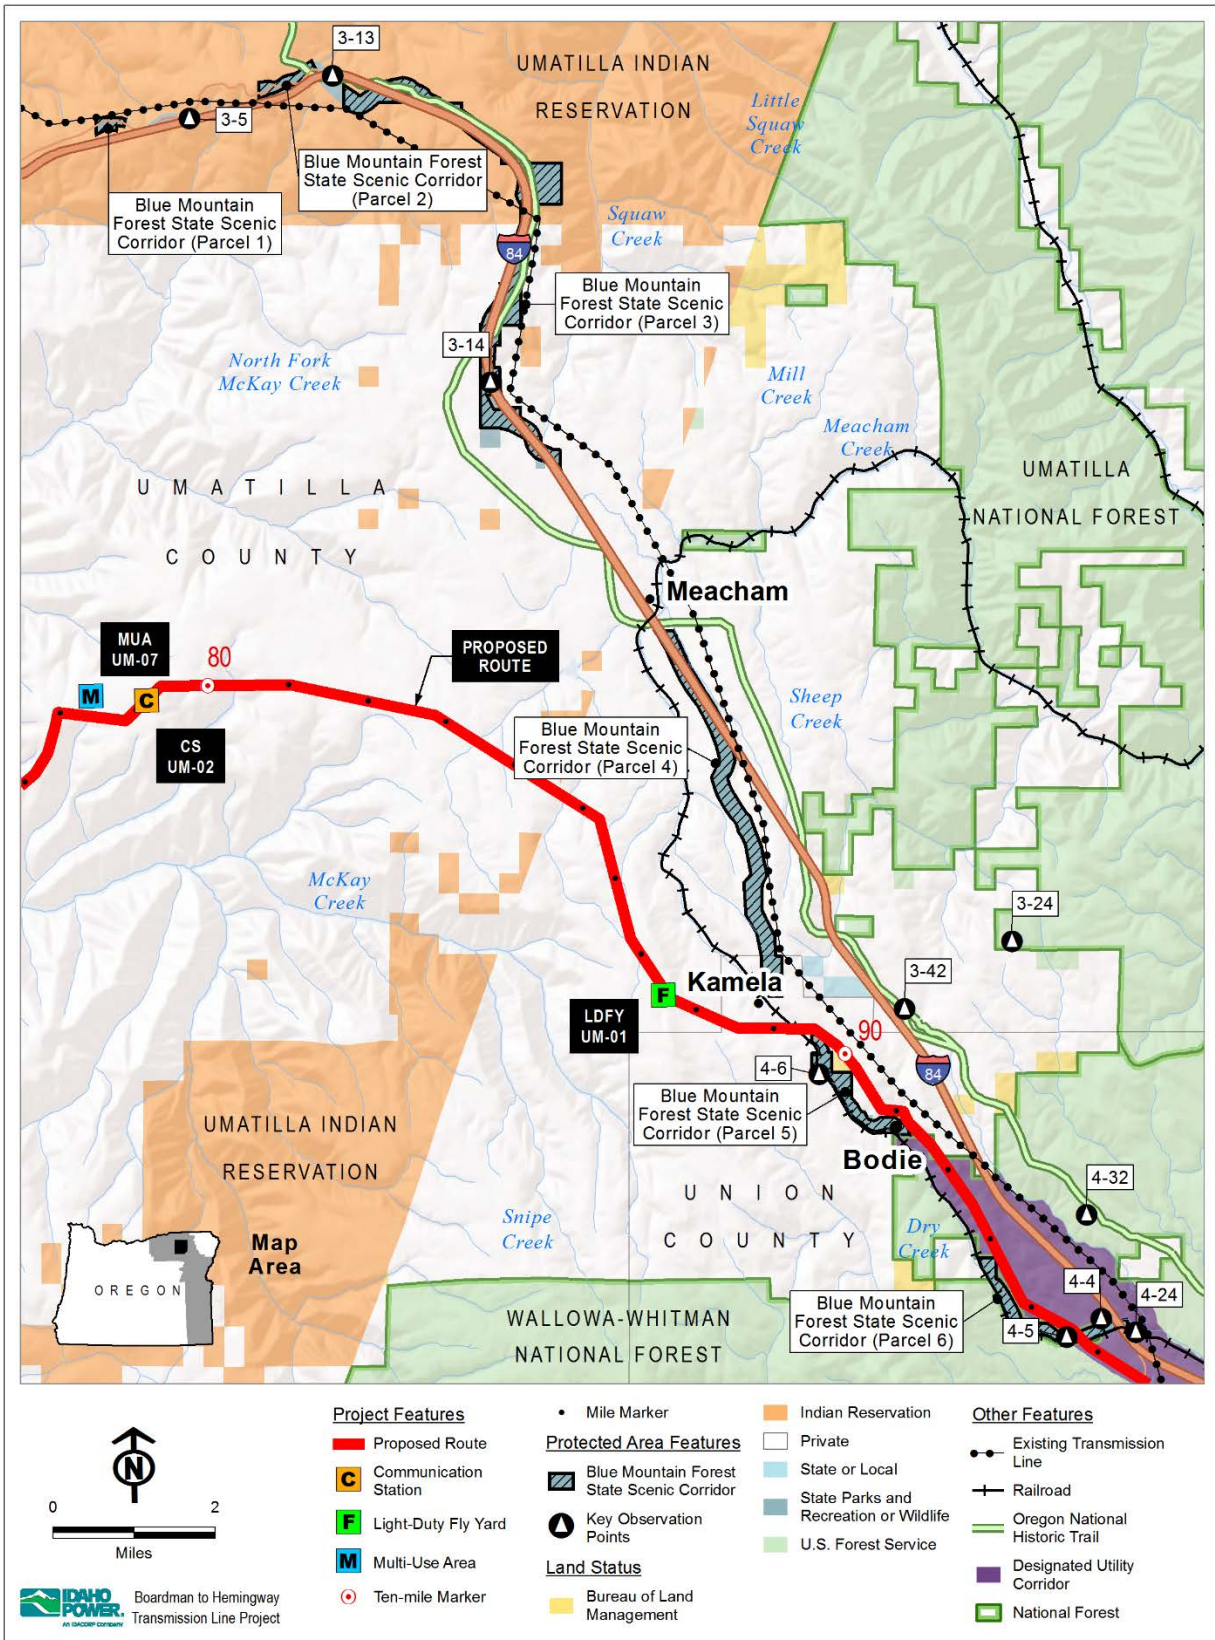 3-13
UMATILLA INDIAN
RESERVATION
Little
Squaw
Creek
3-5
Blue Mountain Forest
State Scenic Corridor
(Parcel 2)
Blue Mountain
Forest State Scenic
Corridor (Parcel 1)
Squaw
Creek
84
Blue Mountain
Forest State Scenic
Corridor (Parcel 3)
3-14
North Fork
McKay Creek
Mill
Creek
Meacham
Creek
UMATILLA
NATIONAL FOREST
UMATILLA
COUNTY
Meacham
MUA
UM-07
80
PROPOSED
ROUTE
M
C
CS
UM-02
Sheep
Creek
Blue Mountain
Forest State Scenic
Corridor (Parcel 4)
McKay
Creek
3-24
3-42
Kamela
F
LDFY
UM-01
90
4-6
84
Blue Mountain
Forest State Scenic
Corridor (Parcel 5)
Bodie
UMATILLA INDIAN
RESERVATION
4-32
UNION
COUNTY
Snipe
Creek
Dry
Creek
Map
Area
OREGON
4-4
4-24
Blue Mountain
Forest State Scenic
Corridor (Parcel 6)
4-5
WALLOWA-WHITMAN
NATIONAL FOREST
N
0 2
Miles
IDAHO
POWER.
An IDACORP Company
Boardman to Hemingway
Transmission Line Project
Project Features
Proposed Route
C Communication
Station
F Light-Duty Fly Yard
M Multi-Use Area
Ten-mile Marker
Mile Marker
Protected Area Features
Blue Mountain Forest
State Scenic Corridor
Key Observation
Points
Land Status
Bureau of Land
Management
Indian Reservation
Private
State or Local
State Parks and
Recreation or Wildlife
U.S. Forest Service
Other Features
Existing Transmission
Line
Railroad
Oregon National
Historic Trail
Designated Utility
Corridor
National Forest